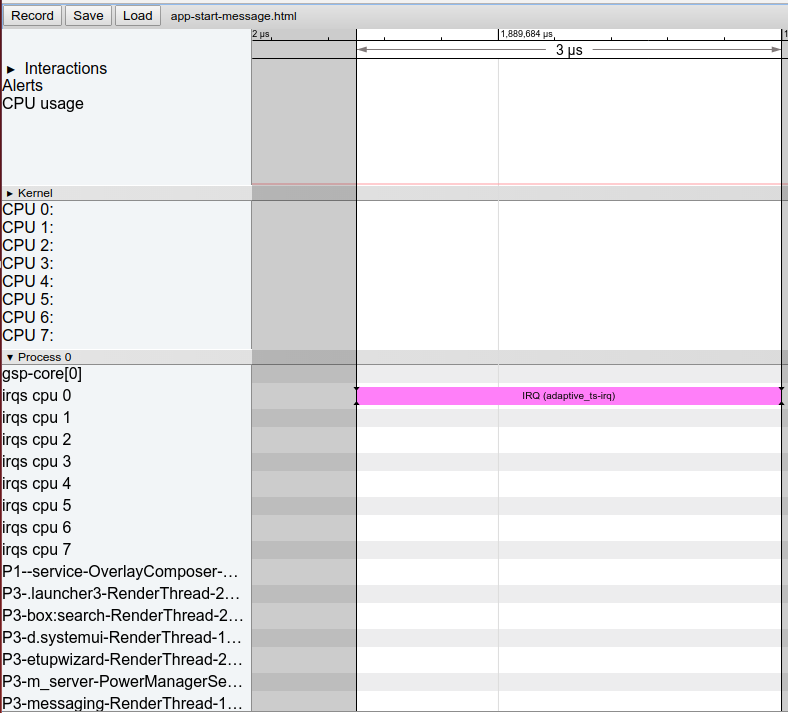 Record Save Load app-start-message.html
2 µs 1,889,684 µs 1
3 µs
► Interactions
Alerts
CPU usage
► Kernel
CPU 0:
CPU 1:
CPU 2:
CPU 3:
CPU 4:
CPU 5:
CPU 6:
CPU 7:
▼ Process 0
gsp-core[0]
irqs cpu 0 IRQ (adaptive_ts-irq)
irqs cpu 1
irqs cpu 2
irqs cpu 3
irqs cpu 4
irqs cpu 5
irqs cpu 6
irqs cpu 7
P1--service-OverlayComposer-…
P3-.launcher3-RenderThread-2…
P3-box:search-RenderThread-2…
P3-d.systemui-RenderThread-1…
P3-etupwizard-RenderThread-2…
P3-m_server-PowerManagerSe…
P3-messaging-RenderThread-1…